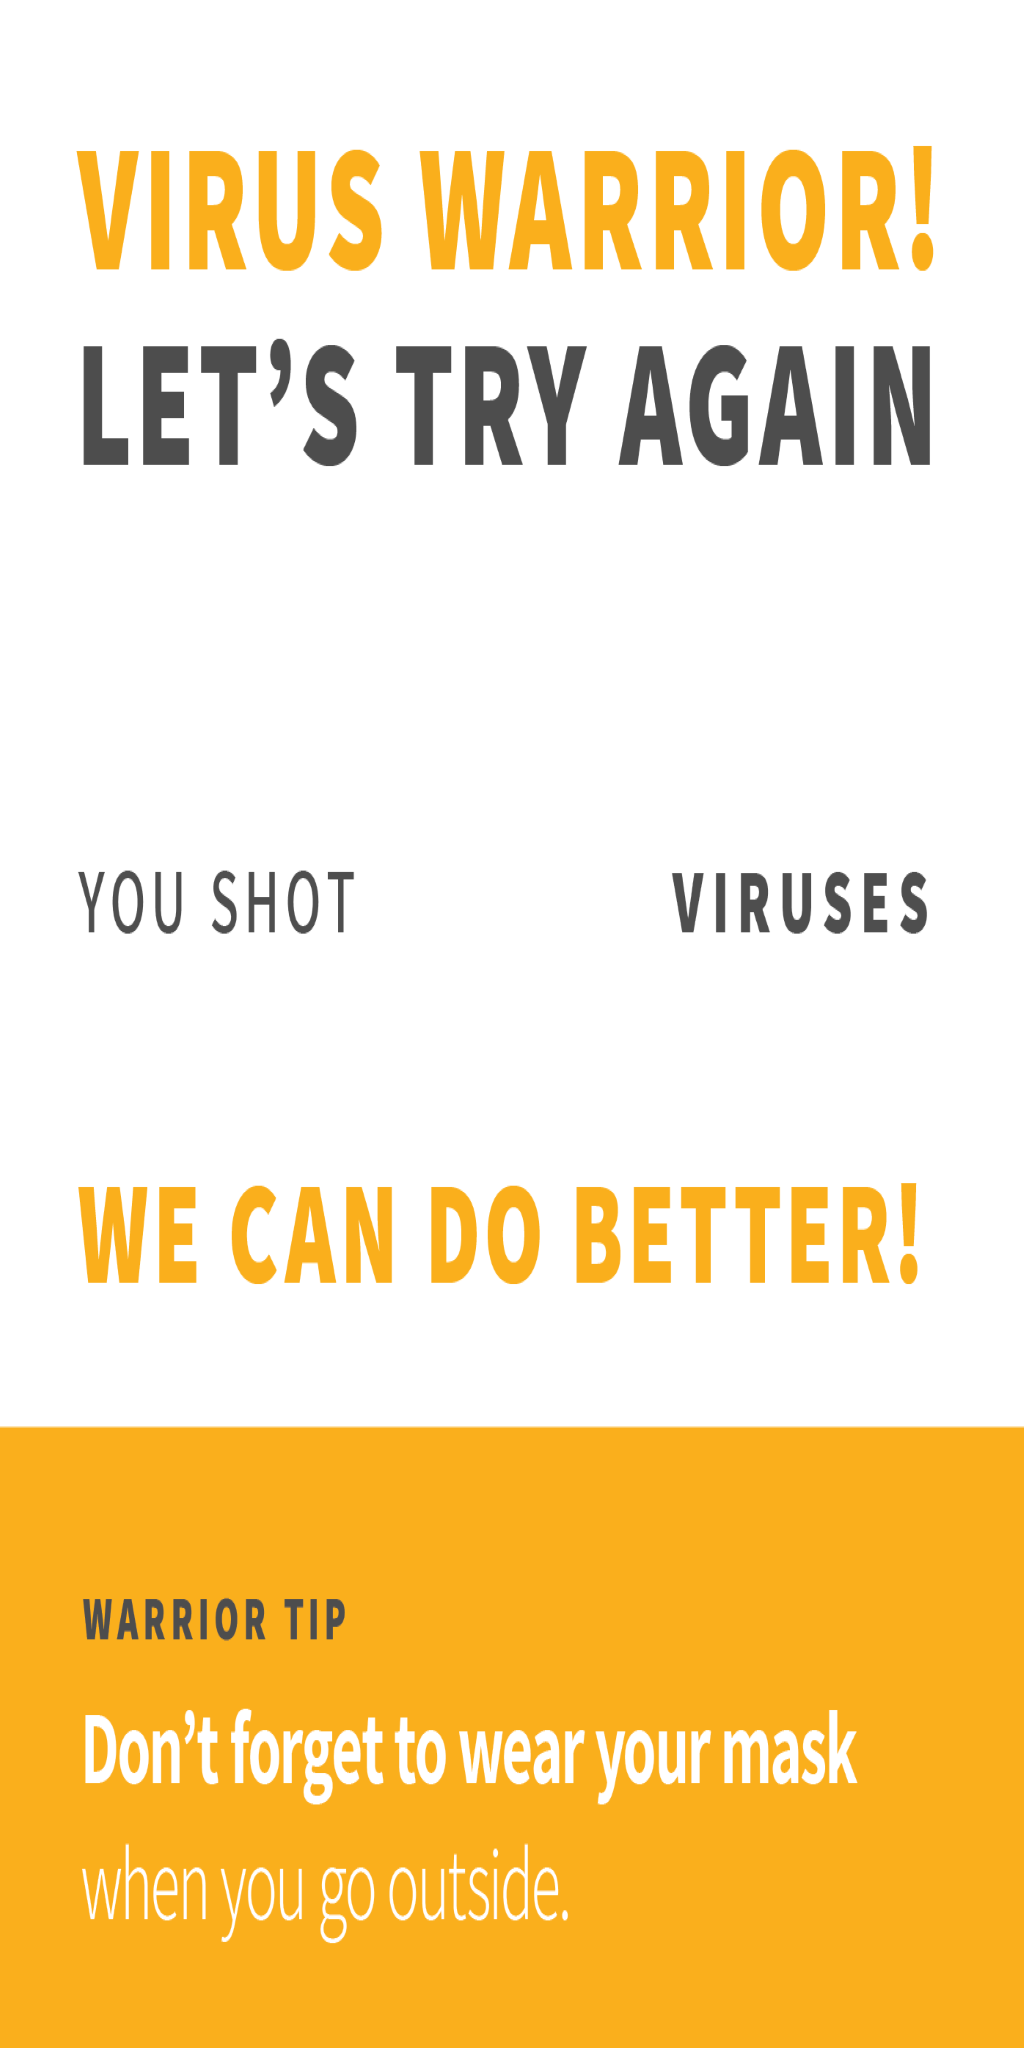 VIRUS WARRIOR!
LET’S TRY AGAIN
YOU SHOT VIRUSES
WE CAN DO BETTER!
WARRIOR TIP
Don’t forget to wear your mask
when you go outside.